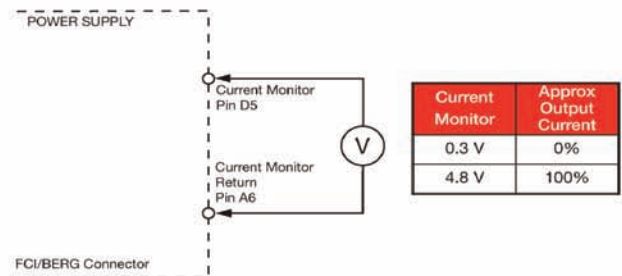 POWER SUPPLY
Current Monitor
Pin D5
V
Current Monitor
Return
Pin A6
FCI/BERG Connector
Current
Monitor
Approx
Output
Current
0.3 V
0%
4.8 V
100%